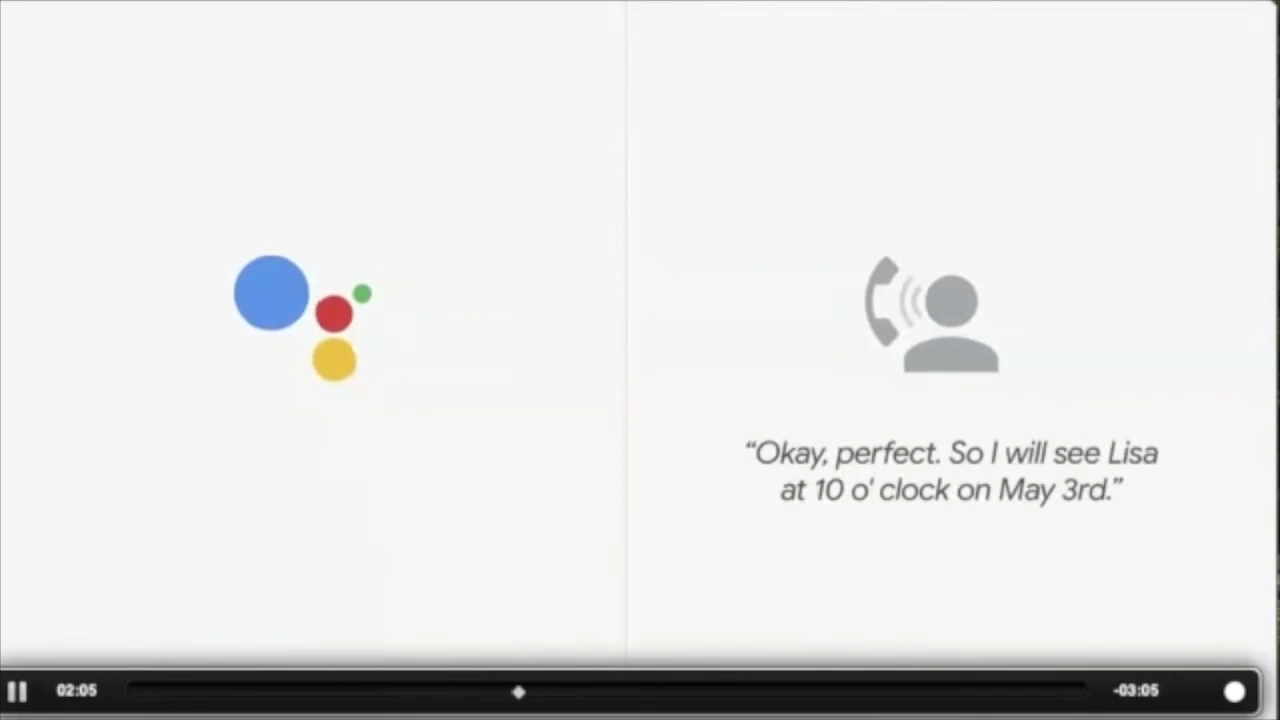 “Okay, perfect. So I will see Lisa
at 10 o' clock on May 3rd.”
02:05
-03:05